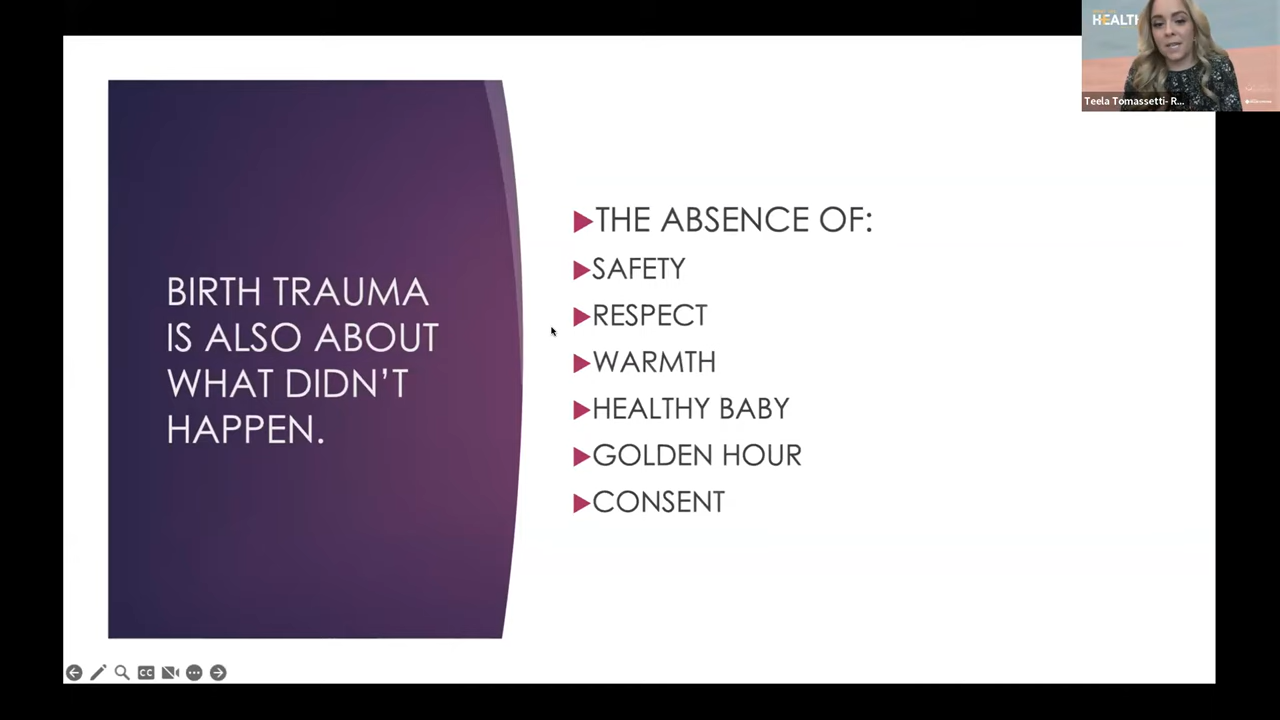 HEALTH
Teela Tomassetti- R...
BIRTH TRAUMA
IS ALSO ABOUT
WHAT DIDN'T
HAPPEN.
THE ABSENCE OF:
SAFETY
RESPECT
WARMTH
HEALTHY BABY
GOLDEN HOUR
CONSENT
CC